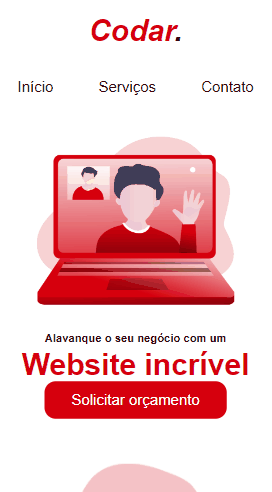 Codar.
Início Serviços Contato
Alavanque o seu negócio com um
Website incrível
Solicitar orçamento